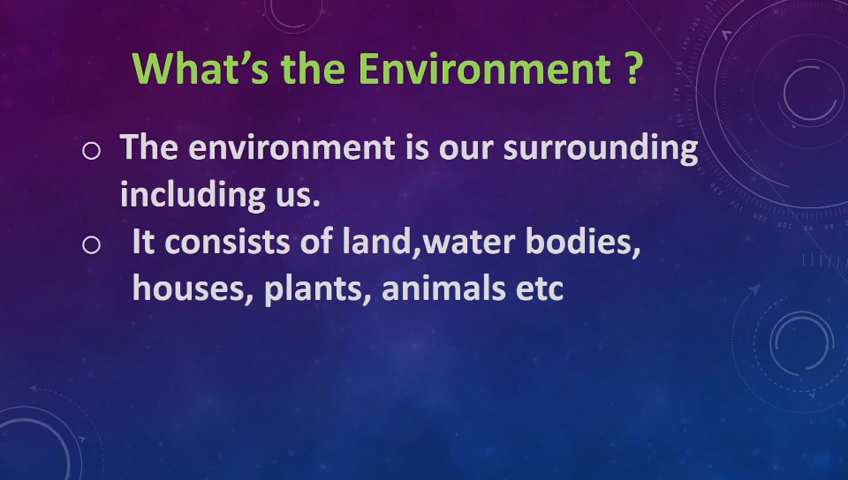 What’s the Environment ?
The environment is our surrounding
including us.
It consists of land,water bodies,
houses, plants, animals etc